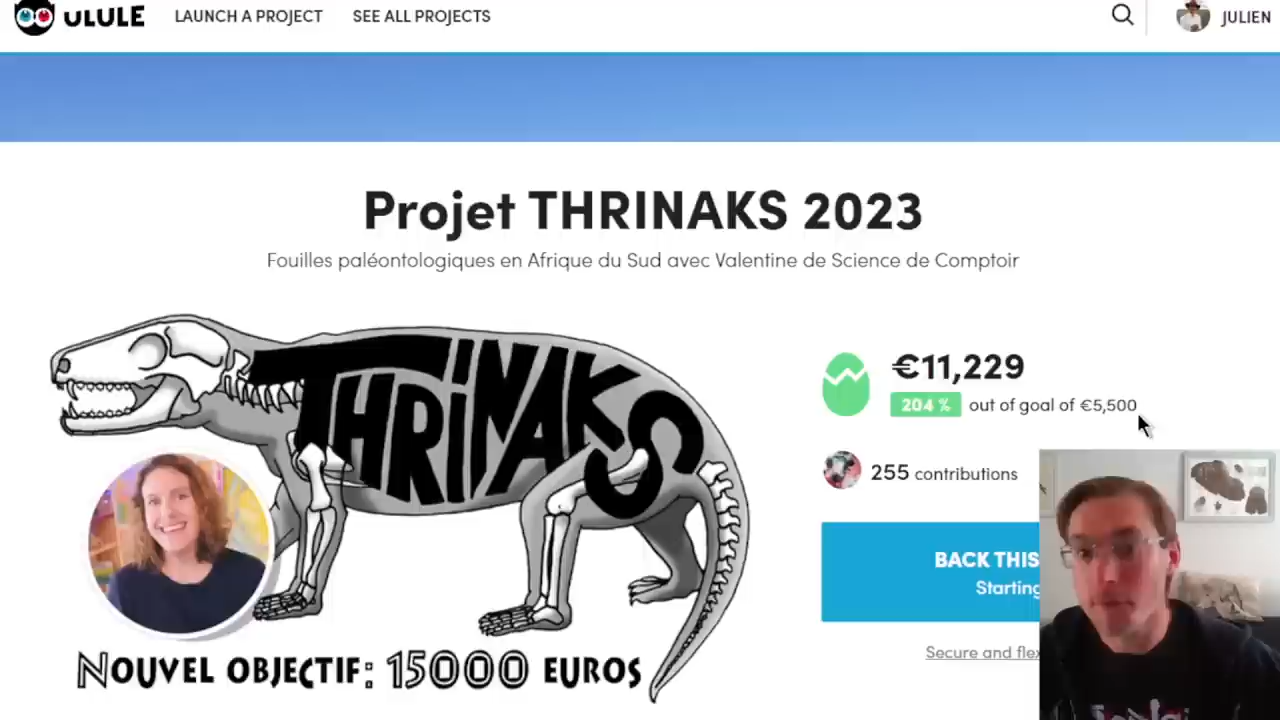 ULULE
LAUNCH A PROJECT
SEE ALL PROJECTS
JULIEN
Projet THRINAKS 2023
Fouilles paléontologiques en Afrique du Sud avec Valentine de Science de Comptoir
THRiNAKS
€11,229
204 % out of goal of €5,500
255 contributions
BACK THIS
Starting
Secure and flex
NOUVEL OBJECTIF: 15000 EUROS